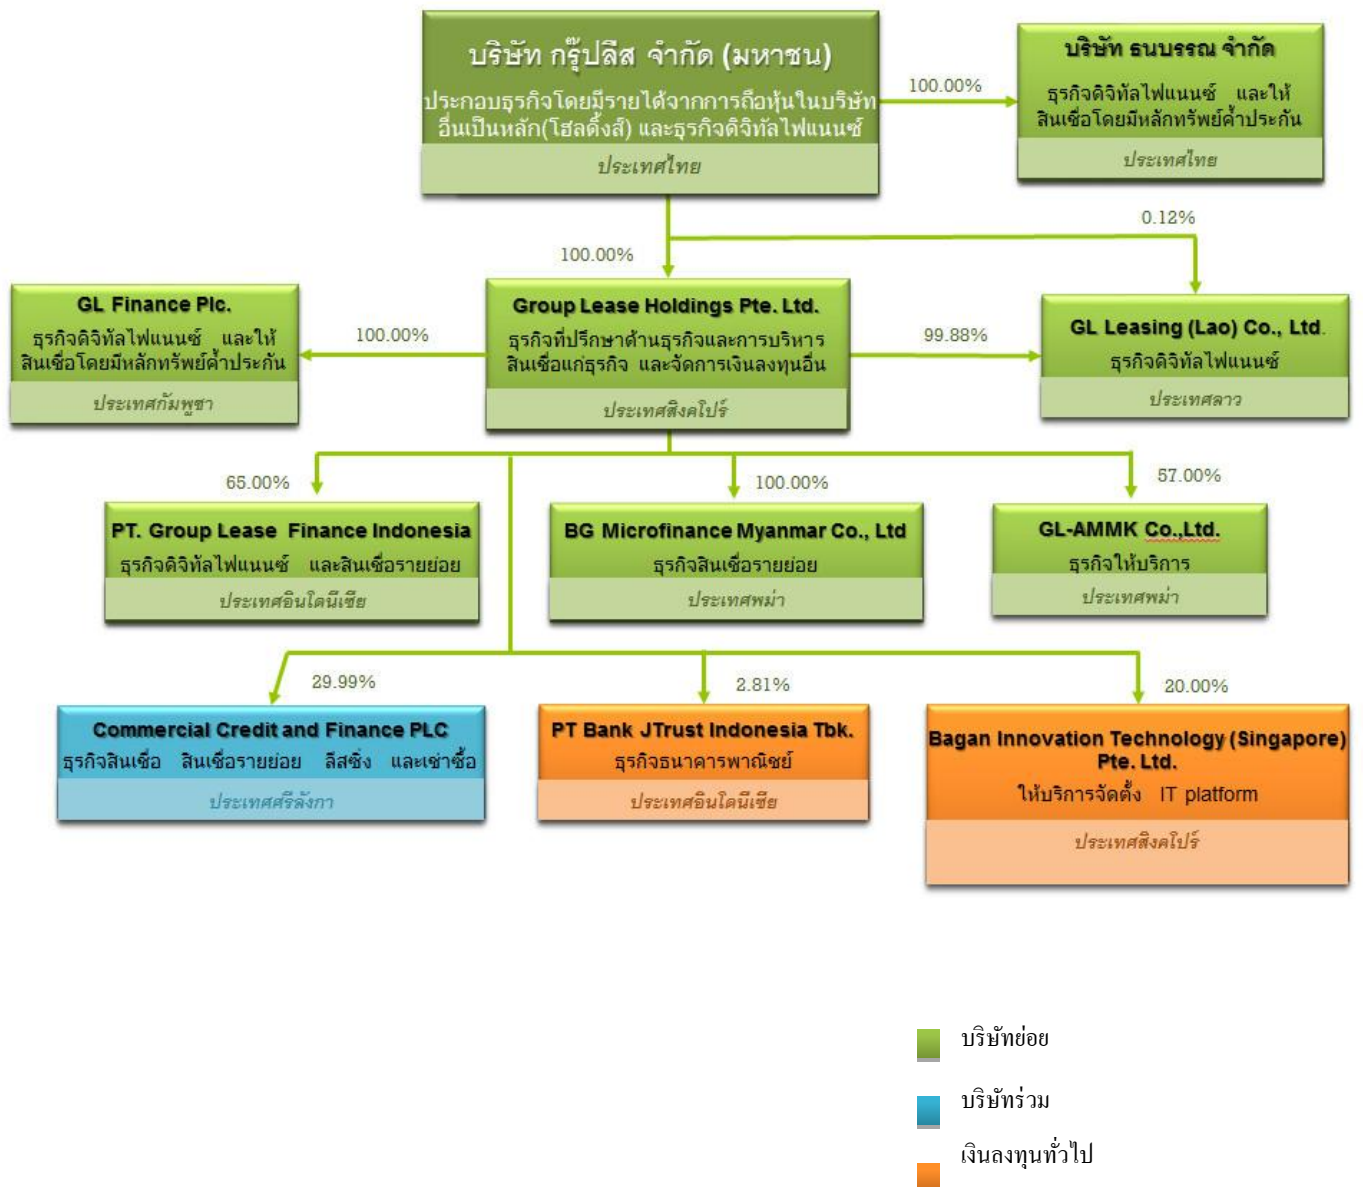 บริษัท กรุ๊ปลีส จำกัด (มหาชน)
ประกอบธุรกิจโดยมีรายได้จากการถือหุ้นในบริษัท
อื่นเป็นหลัก(โฮลดิ้งส์) และธุรกิจดิจิทัลไฟแนนซ์
ประเทศไทย
100.00%
บริษัท ธนบรรณ จำกัด
ธุรกิจดิจิทัลไฟแนนซ์ และให้
สินเชื่อโดยมีหลักทรัพย์ค้ำประกัน
ประเทศไทย
0.12%
100.00%
GL Finance Plc.
ธุรกิจดิจิทัลไฟแนนซ์ และให้
สินเชื่อโดยมีหลักทรัพย์ค้ำประกัน
ประเทศกัมพูชา
100.00%
Group Lease Holdings Pte. Ltd.
ธุรกิจที่ปรึกษาด้านธุรกิจและการบริหาร
สินเชื่อแก่ธุรกิจ และจัดการเงินลงทุนอื่น
ประเทศสิงคโปร์
99.88%
GL Leasing (Lao) Co., Ltd.
ธุรกิจดิจิทัลไฟแนนซ์
ประเทศลาว
65.00%
100.00%
57.00%
PT. Group Lease Finance Indonesia
ธุรกิจดิจิทัลไฟแนนซ์ และสินเชื่อรายย่อย
ประเทศอินโดนีเซีย
BG Microfinance Myanmar Co., Ltd
ธุรกิจสินเชื่อรายย่อย
ประเทศพม่า
GL-AMMK Co.,Ltd.
ธุรกิจให้บริการ
ประเทศพม่า
29.99%
2.81%
20.00%
Commercial Credit and Finance PLC
ธุรกิจสินเชื่อ สินเชื่อรายย่อย ลีสซิ่ง และเช่าซื้อ
ประเทศศรีลังกา
PT Bank JTrust Indonesia Tbk.
ธุรกิจธนาคารพาณิชย์
ประเทศอินโดนีเซีย
Bagan Innovation Technology (Singapore)
Pte. Ltd.
ให้บริการจัดตั้ง IT platform
ประเทศสิงคโปร์
บริษัทย่อย
บริษัทร่วม
เงินลงทุนทั่วไป